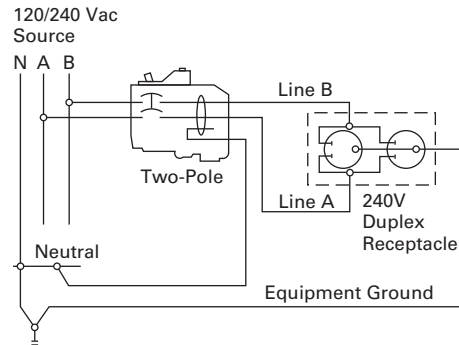 120/240 Vac
Source
N A B
Line B
Two-Pole
Line A
240V
Duplex
Receptacle
Neutral
Equipment Ground